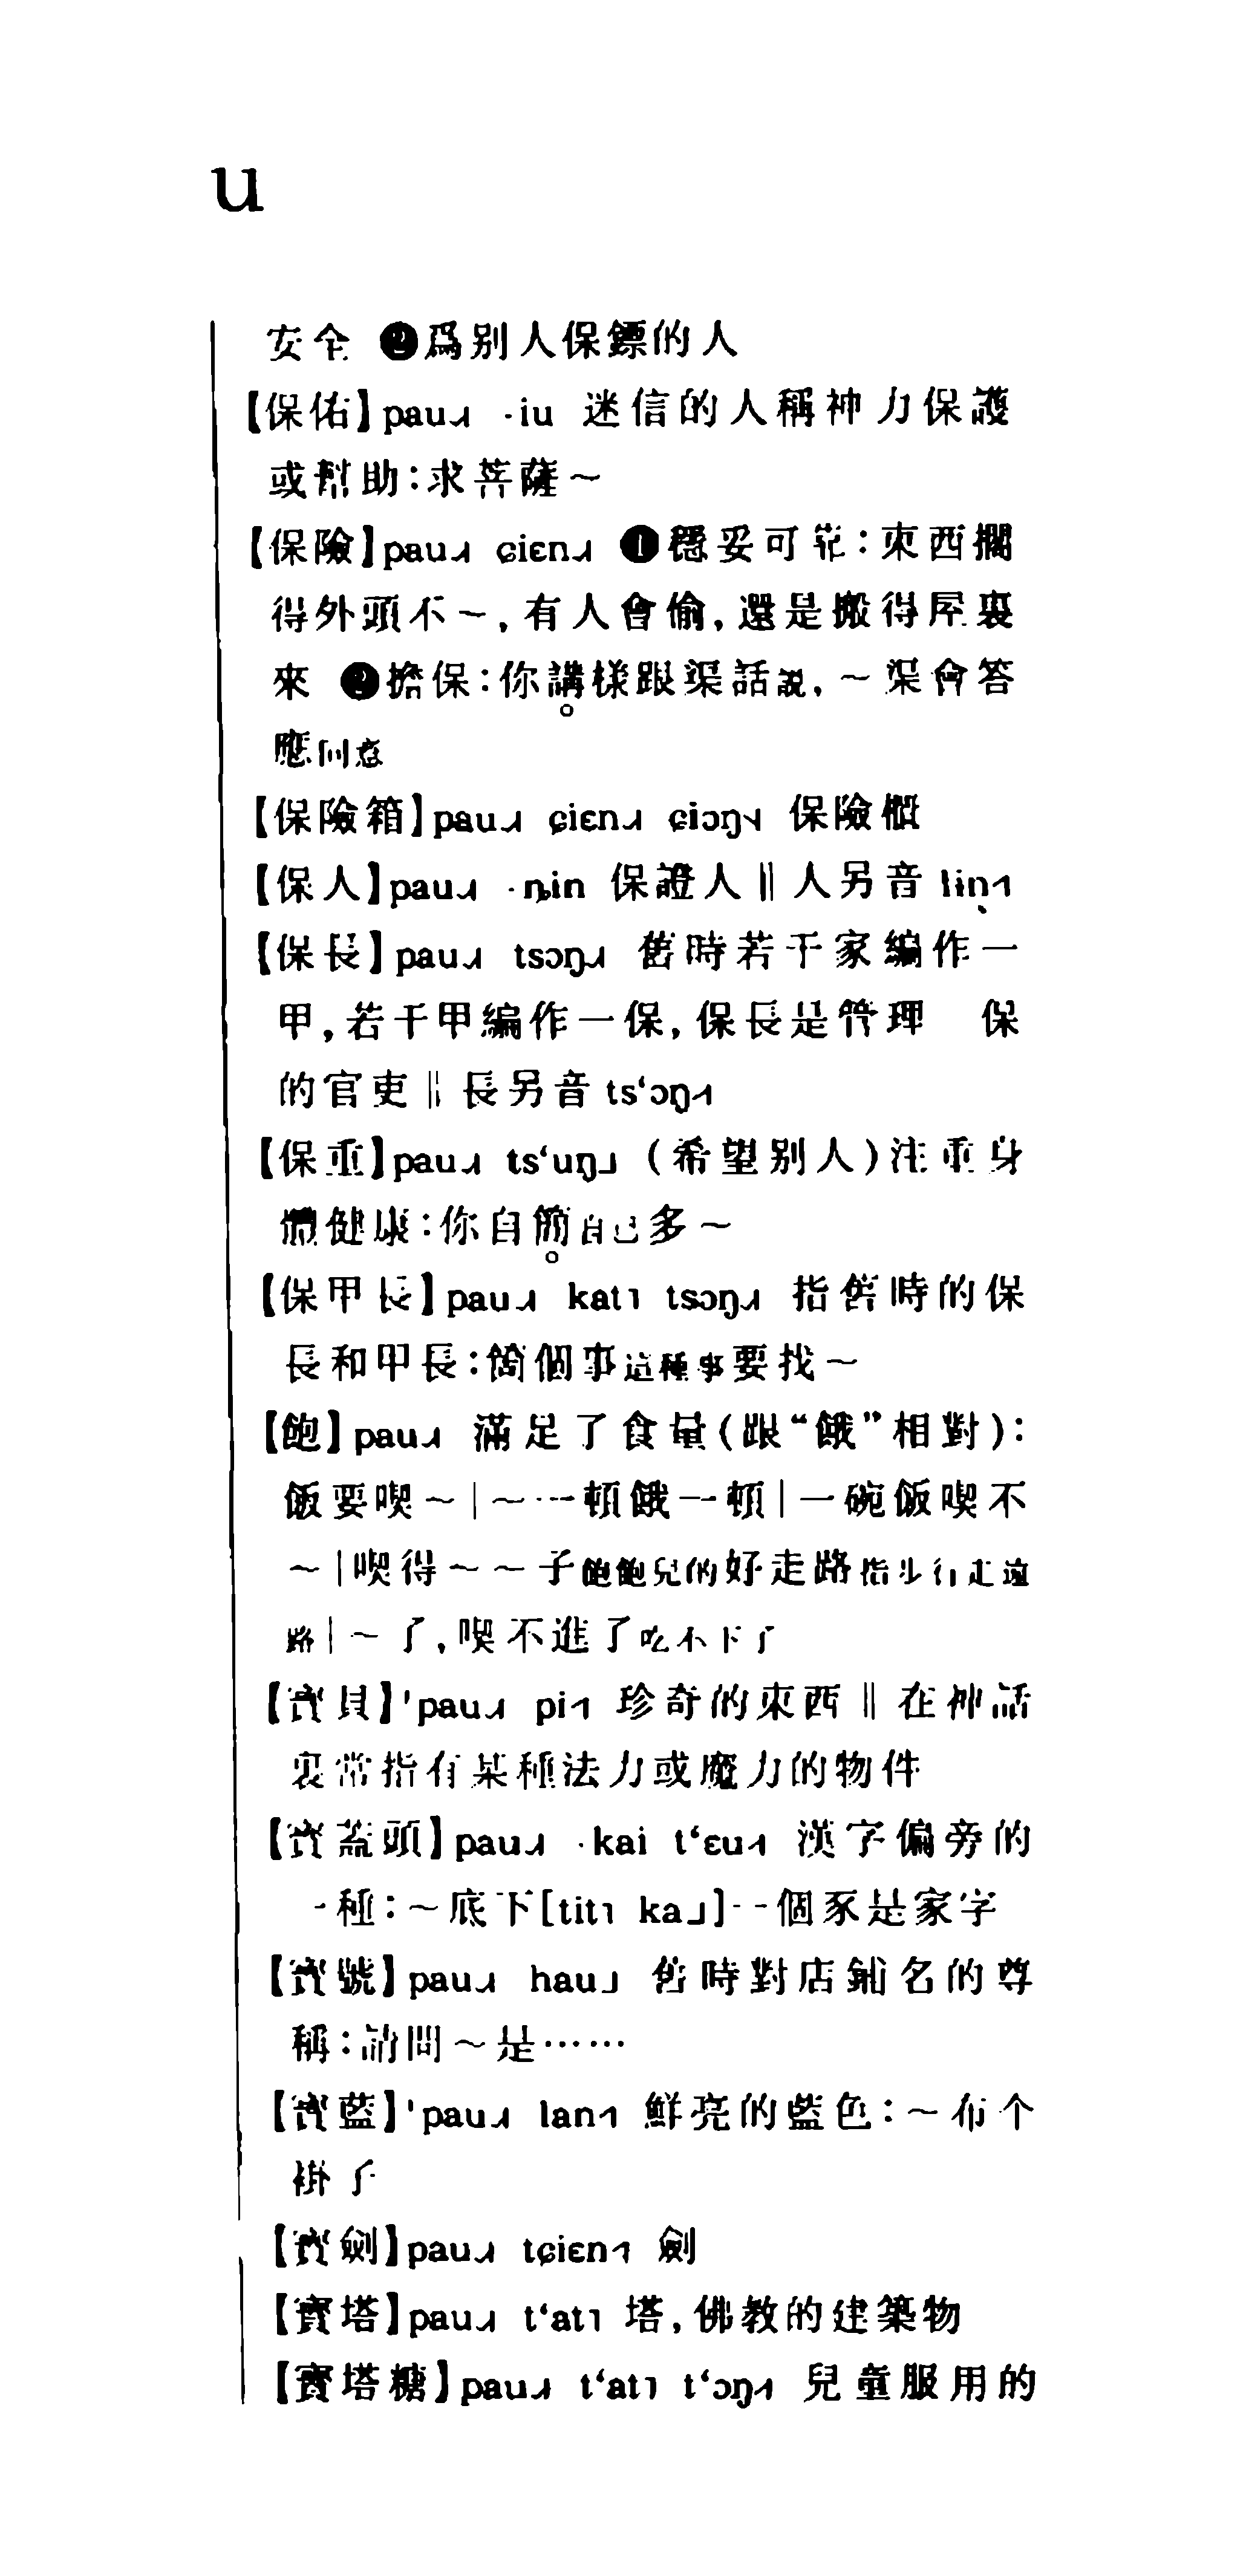 u
安全 ❷爲别人保鏢的人
【保佑】pau˩˧ ·iu 迷信的人稱神力保護
或幫助:求菩薩~
【保險】pau˩˧ ɕiɛn˩˧ ❶穩妥可靠:東西擱
得外頭不~,有人會偷,還是搬得屋裏
來 ❷擔保:你講樣跟渠話説,~渠會答
應同意
【保險箱】pau˩˧ ɕiɛn˩˧ ɕiɔŋ˦˨ 保險櫃
【保人】pau˩˧ ·ȵin 保證人‖人另音 lin˧˥
【保長】pau˩˧ tsɔŋ˩˧ 舊時若干家編作一
甲,若干甲編作一保,保長是管理 保
的官吏‖長另音 ts‘ɔŋ˧˥
【保重】pau˩˧ ts‘uŋ˩ (希望别人)注重身
體健康:你自簡自己多~
【保甲長】pau˩˧ kat˥ tsɔŋ˩˧ 指舊時的保
長和甲長:箇個事這種事要找~
【飽】pau˩˧ 滿足了食量(跟“餓”相對):
飯要喫~|~一頓餓一頓|一碗飯喫不
~|喫得~~子飽飽兒的好走路指步行走遠
路|~了,喫不進了吃不下了
【寶貝】'pau˩˧ pi˧˥ 珍奇的東西‖在神話
裏常指有某種法力或魔力的物件
【寶蓋頭】pau˩˧ ·kai t‘ɛu˧˥ 漢字偏旁的
一種:~底下[tit˥ ka˩]一個豕是家字
【寶號】pau˩˧ hau˩ 舊時對店鋪名的尊
稱:請問~是……
【寶藍】'pau˩˧ lan˧˥ 鮮亮的藍色:~布个
褂子
【寶劍】pau˩˧ tɕiɛn˧˥ 劍
【寶塔】pau˩˧ t‘at˥ 塔,佛教的建築物
【寶塔糖】pau˩˧ t‘at˥ t‘ɔŋ˧˥ 兒童服用的